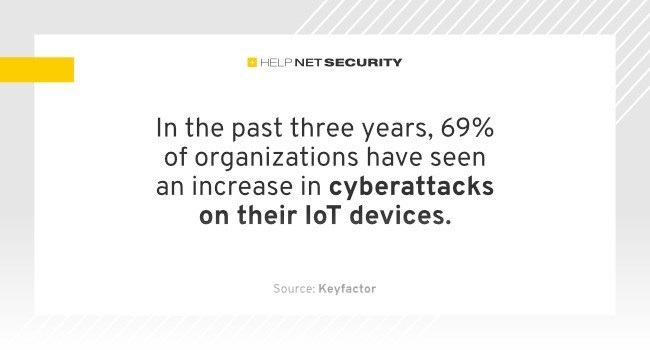 HELP NET SECURITY
In the past three years, 69%
of organizations have seen
an increase in cyberattacks
on their IoT devices.
Source: Keyfactor